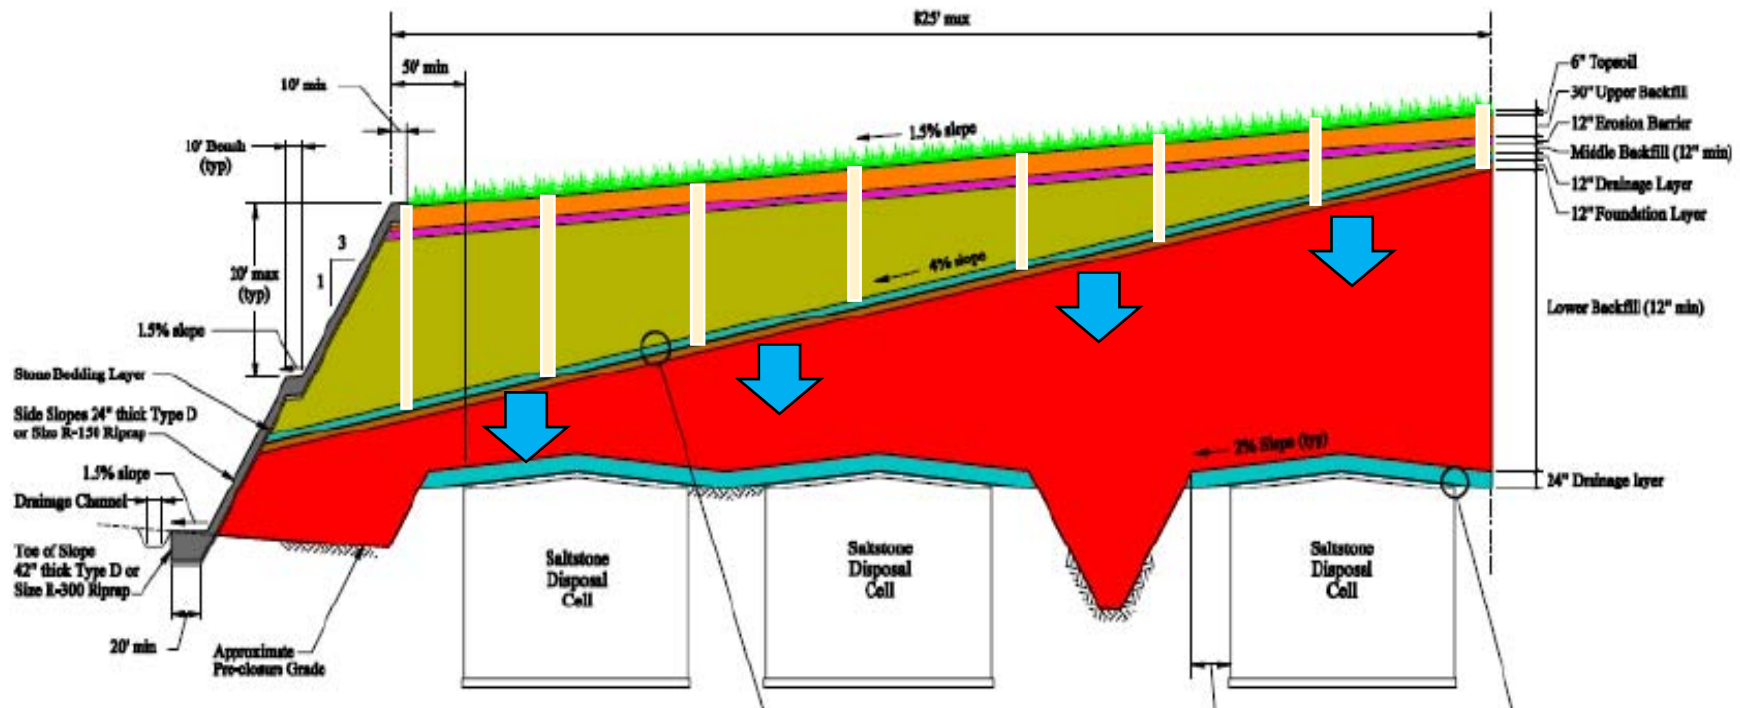 825' max
50' min
10' min
6" Topsoil
30" Upper Backfill
12" Erosion Barrier
Middle Backfill (12" min)
12" Drainage Layer
12" Foundation Layer
1.5% slope
10' Bench
(typ)
3
1
20' max
(typ)
4% slope
Lower Backfill (12" min)
1.5% slope
Stone Bedding Layer
Side Slopes 24" thick Type D
or Size R-150 Riprap
2% Slope (typ)
1.5% slope
24" Drainage layer
Drainage Channel
Toe of Slope
42" thick Type D or
Size R-300 Riprap
Saltstone
Disposal
Cell
Saltstone
Disposal
Cell
Saltstone
Disposal
Cell
20' min
Approximate
Pre-closure Grade